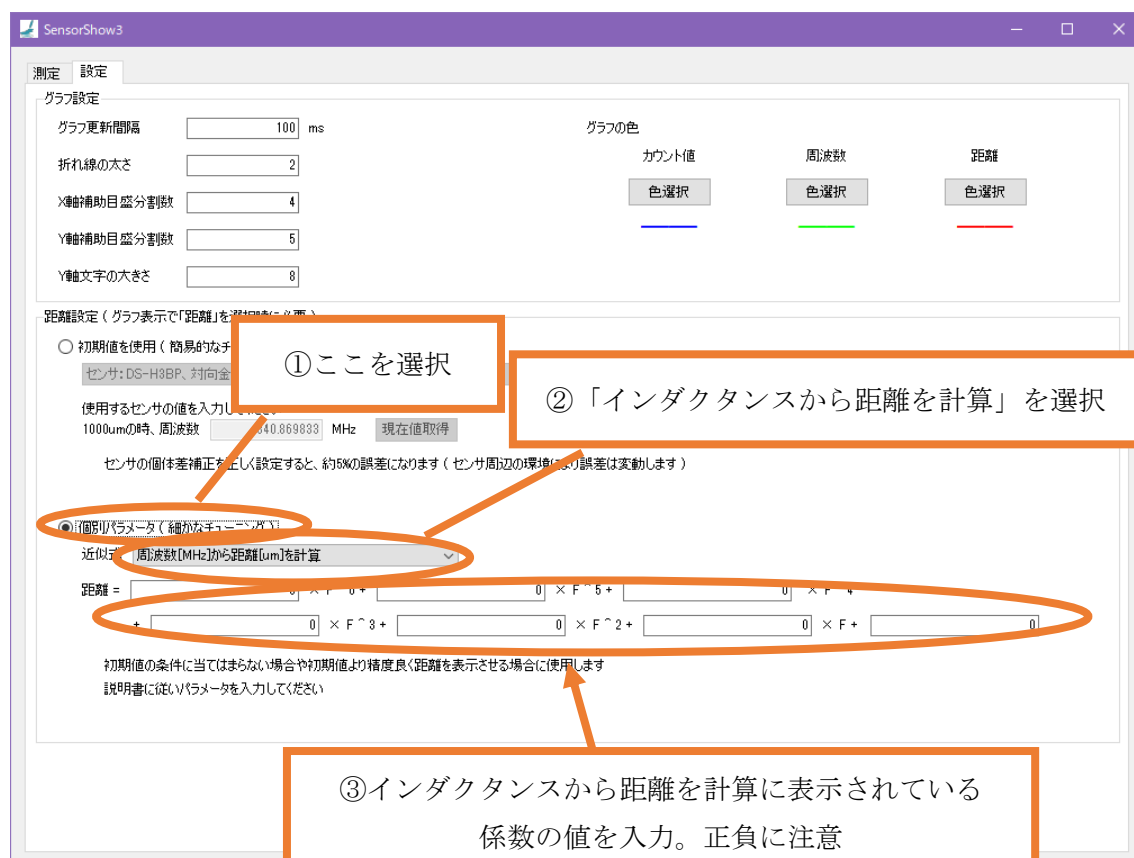 SensorShow3
測定 設定
グラフ設定
グラフ更新間隔 100 ms グラフの色
折れ線の太さ 2 カウント値 周波数 距離
X軸補助目盛分割数 4 色選択 色選択 色選択
Y軸補助目盛分割数 5
Y軸文字の大きさ 8
距離設定 ( グラフ表示で「距離」を
初期値を使用 ( 簡易的なチ
①ここを選択
センサ: DS-H3BP、対向金
②「インダクタンスから距離を計算」を選択
使用するセンサの値を入力し
1000umの時、周波数 340.869833 MHz 現在値取得
センサの個体差補正を正しく設定すると、約5%の誤差になります ( センサ周辺の環境により誤差は変動します )
個別パラメータ ( 細かなチューニング )
近似式 周波数[MHz]から距離[um]を計算
距離 = 0 × F ^ 6 + 0 × F ^ 5 + 0 × F ^ 4
+ 0 × F ^ 3 + 0 × F ^ 2 + 0 × F + 0
初期値の条件に当てはまらない場合や初期値より精度良く距離を表示させる場合に使用します
説明書に従いパラメータを入力してください
③インダクタンスから距離を計算に表示されている
係数の値を入力。正負に注意